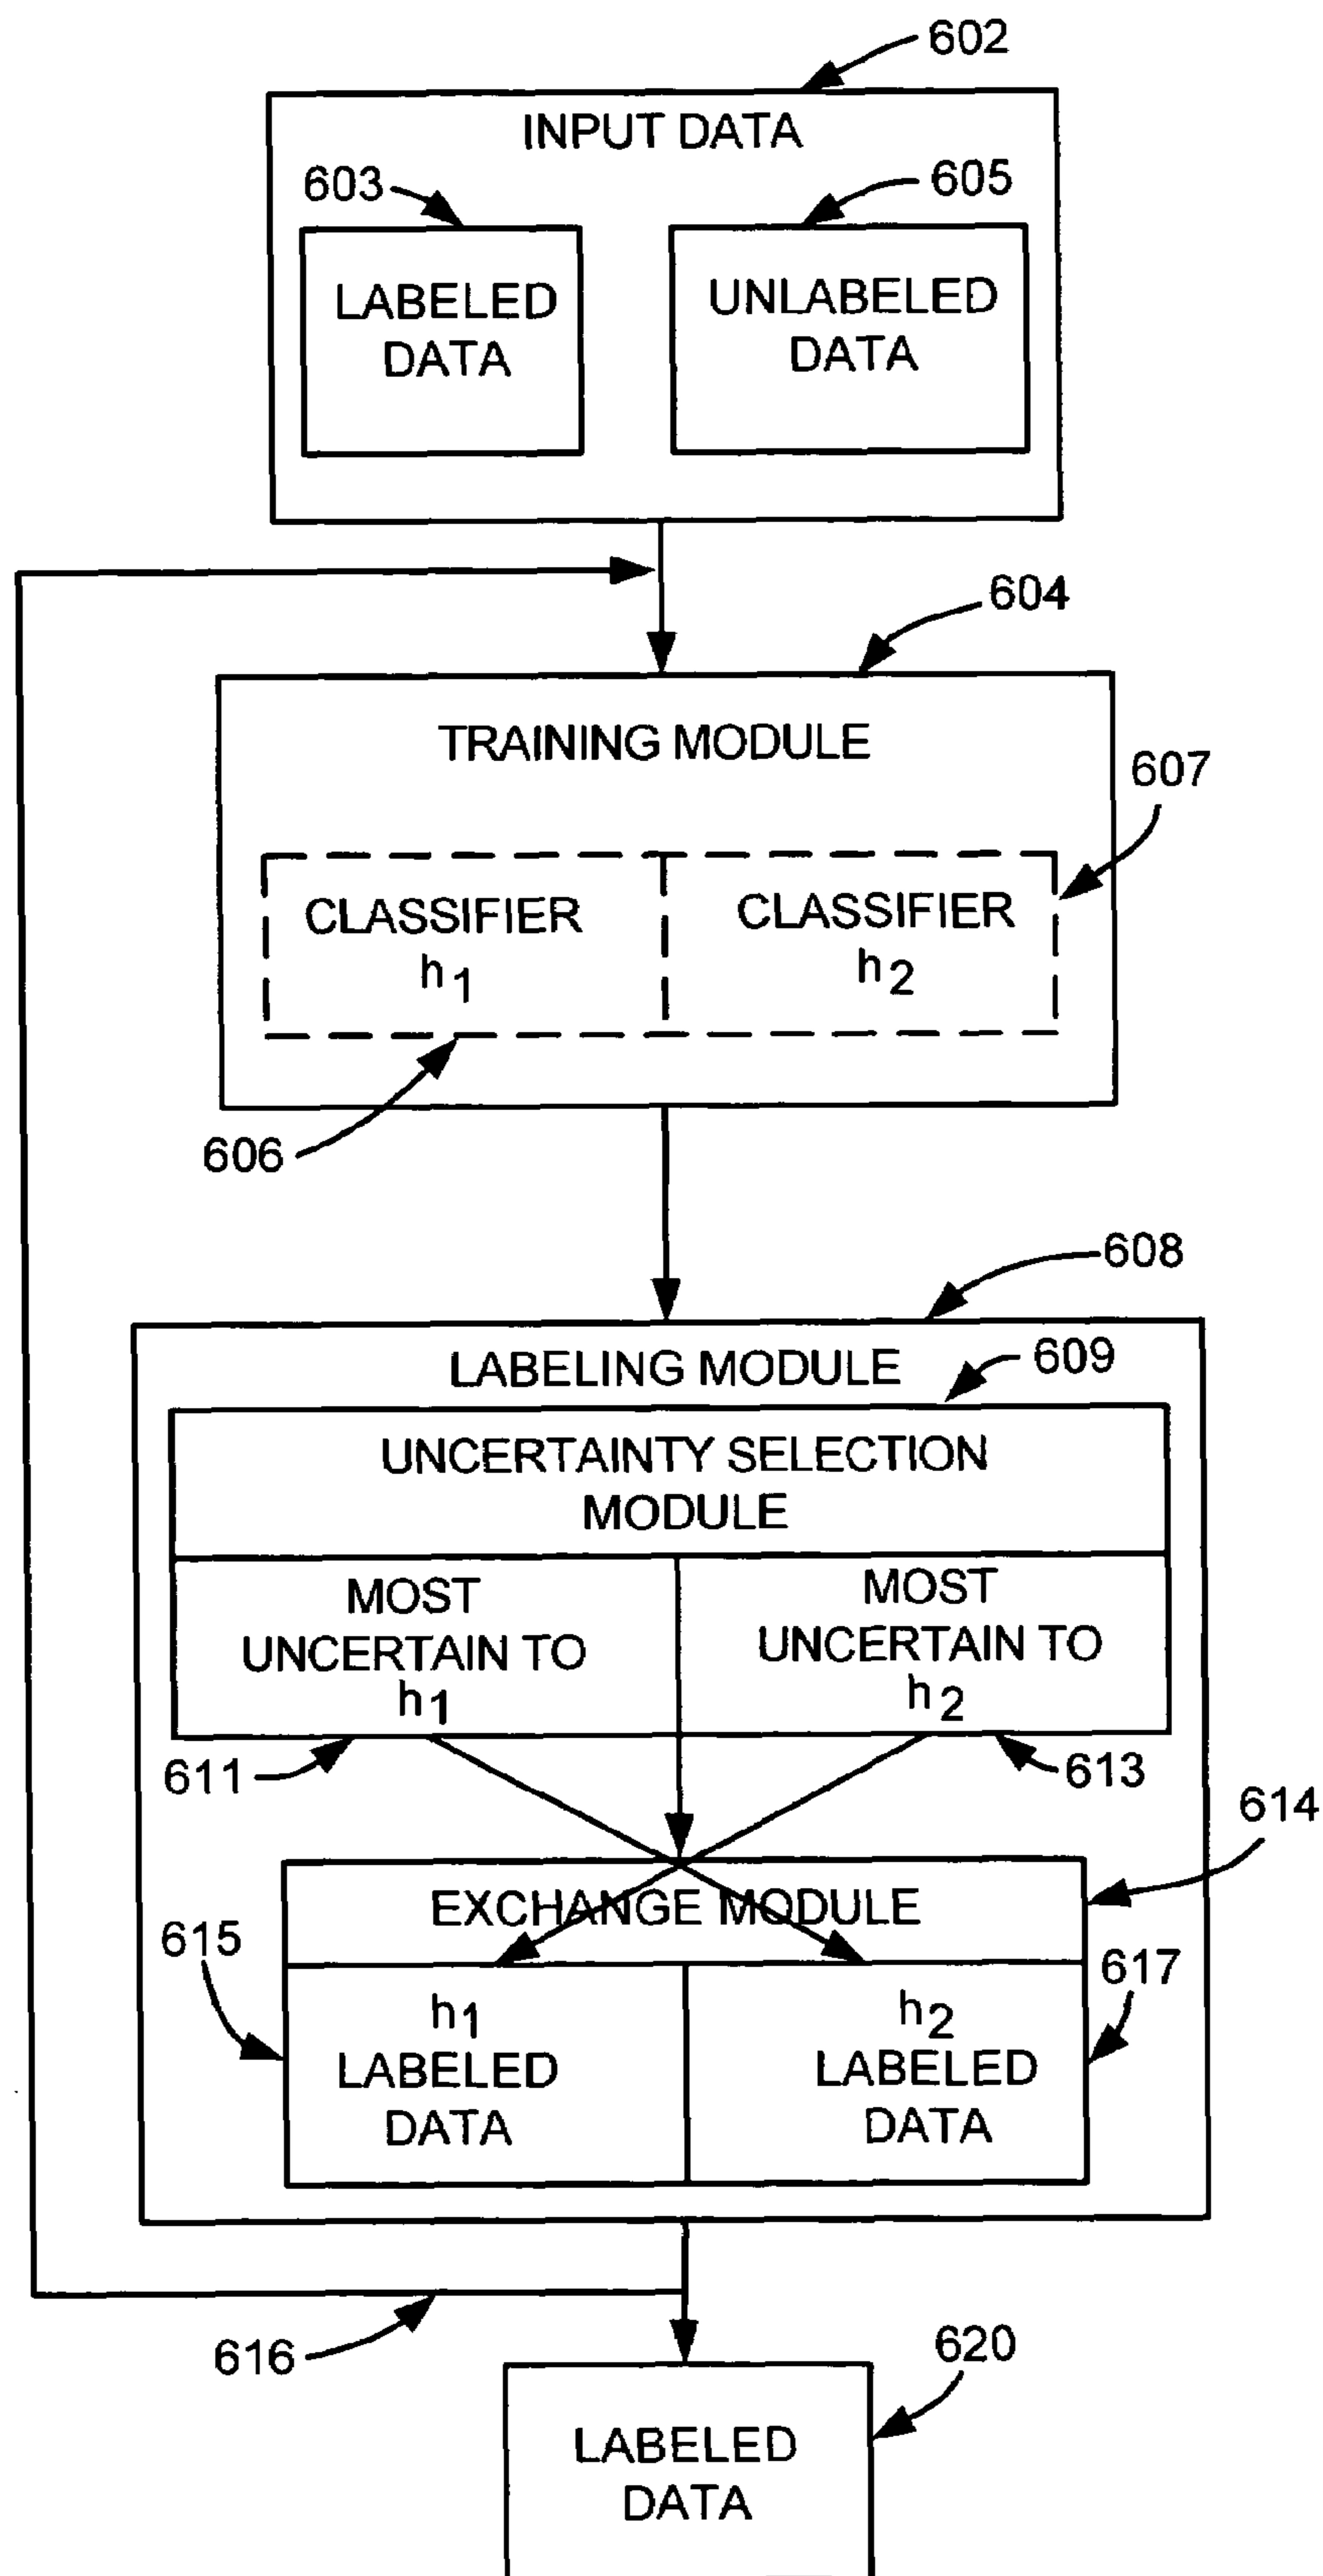 602
INPUT DATA
603
605
LABELED
DATA
UNLABELED
DATA
604
TRAINING MODULE
607
CLASSIFIER
h1
CLASSIFIER
h2
606
608
LABELING MODULE
609
UNCERTAINTY SELECTION
MODULE
MOST
UNCERTAIN TO
h1
MOST
UNCERTAIN TO
h2
611
613
614
EXCHANGE MODULE
615
617
h1
LABELED
DATA
h2
LABELED
DATA
616
620
LABELED
DATA